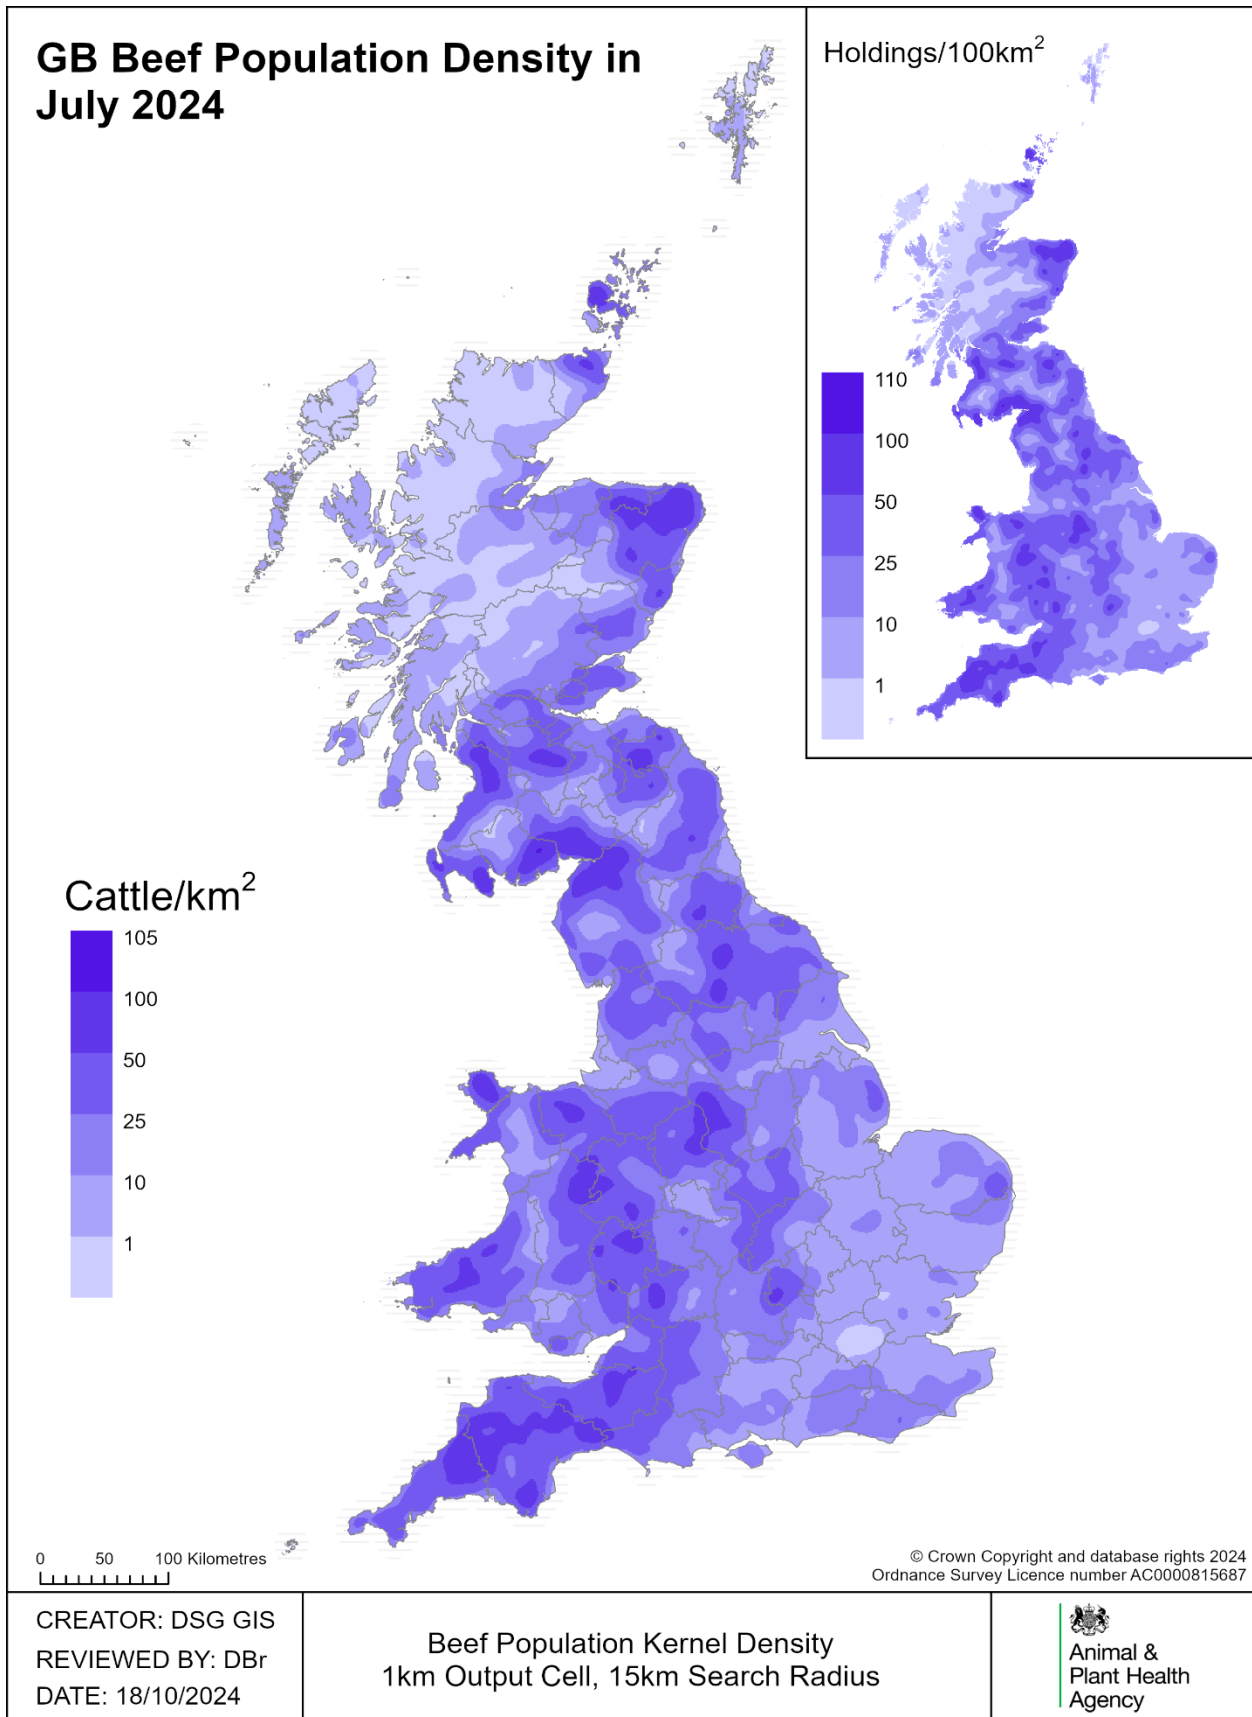 GB Beef Population Density in
July 2024
Holdings/100km²
110
100
50
25
10
1
Cattle/km²
105
100
50
25
10
1
0 50 100 Kilometres
© Crown Copyright and database rights 2024
Ordnance Survey Licence number AC0000815687
CREATOR: DSG GIS
REVIEWED BY: DBr
DATE: 18/10/2024
Beef Population Kernel Density
1km Output Cell, 15km Search Radius
Animal &
Plant Health
Agency